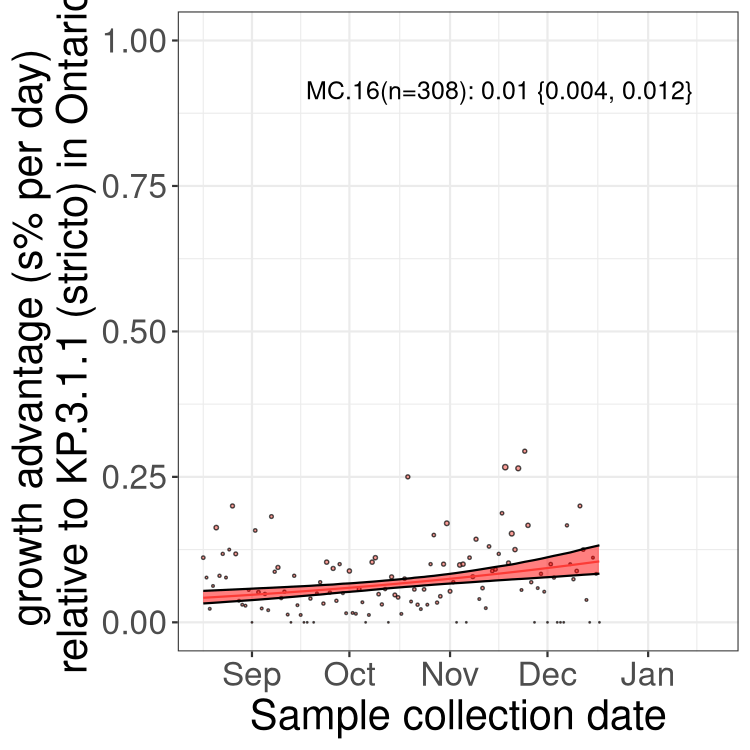 growth advantage (s% per day)
relative to KP.3.1.1 (stricto) in Ontario
1.00
0.75
0.50
0.25
0.00
MC.16(n=308): 0.01 {0.004, 0.012}
Sep Oct Nov Dec Jan
Sample collection date